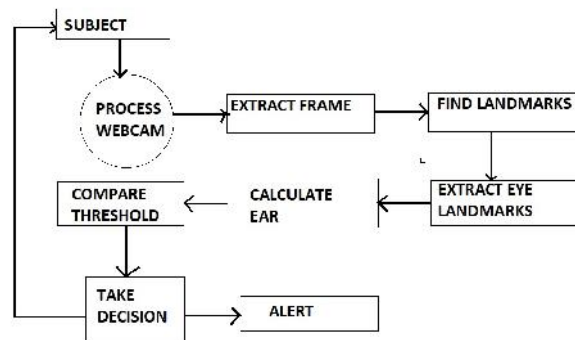 SUBJECT
PROCESS
WEBCAM
EXTRACT FRAME
FIND LANDMARKS
EXTRACT EYE
LANDMARKS
CALCULATE
EAR
COMPARE
THRESHOLD
TAKE
DECISION
ALERT